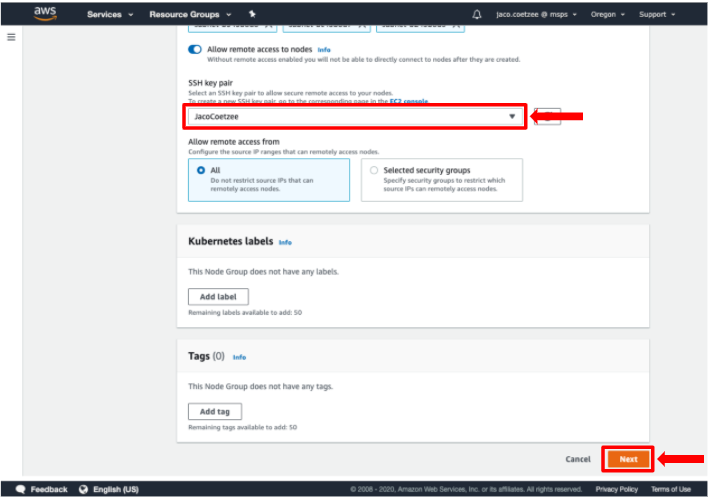 aws Services Resource Groups jaco.coetzee @ msps Oregon Support
Allow remote access to nodes Info
Without remote access enabled you will not be able to directly connect to nodes after they are created.
SSH key pair
Select an SSH key pair to allow secure remote access to your nodes.
To create a new SSH key pair, go to the corresponding page in the EC2 console.
JacoCoetzee
Allow remote access from
Configure the source IP ranges that can remotely access nodes.
All
Do not restrict source IPs that can
remotely access nodes.
Selected security groups
Specify security groups to restrict which
source IPs can remotely access nodes.
Kubernetes labels Info
This Node Group does not have any labels.
Add label
Remaining labels available to add: 50
Tags (0) Info
This Node Group does not have any tags.
Add tag
Remaining tags available to add: 50
Cancel Next
Feedback English (US) © 2008 - 2020, Amazon Web Services, Inc. or its affiliates. All rights reserved. Privacy Policy Terms of Use